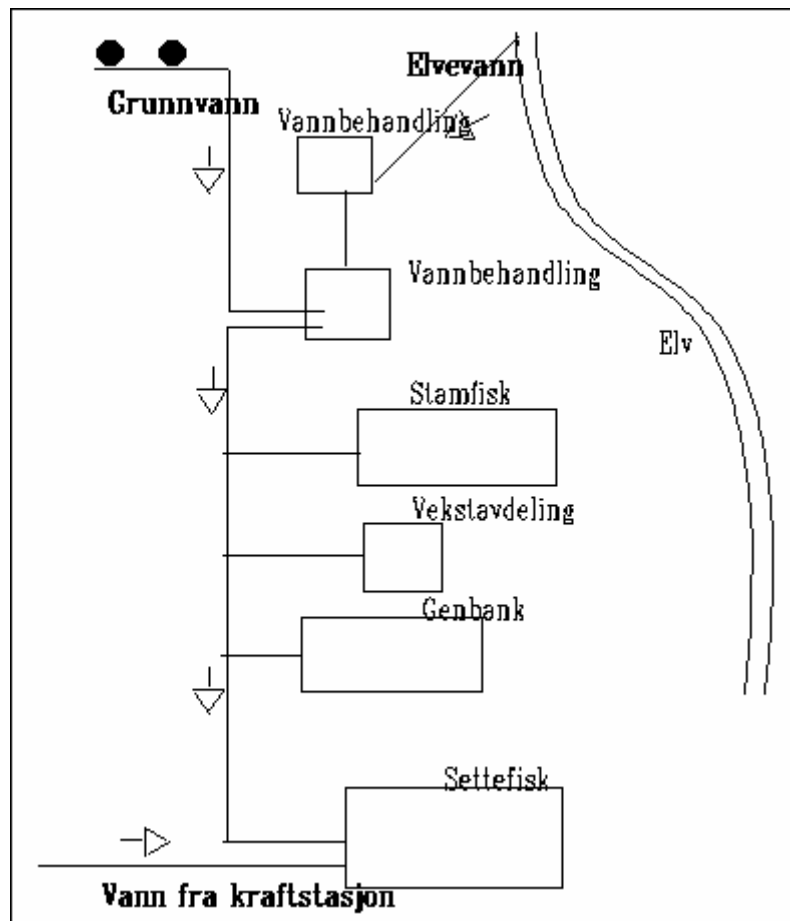 Elvevann
Grunnvann
Vannbehandling
Vannbehandling
Elv
Stamfisk
Vekstavdeling
Genbank
Settefisk
Vann fra kraftstasjon